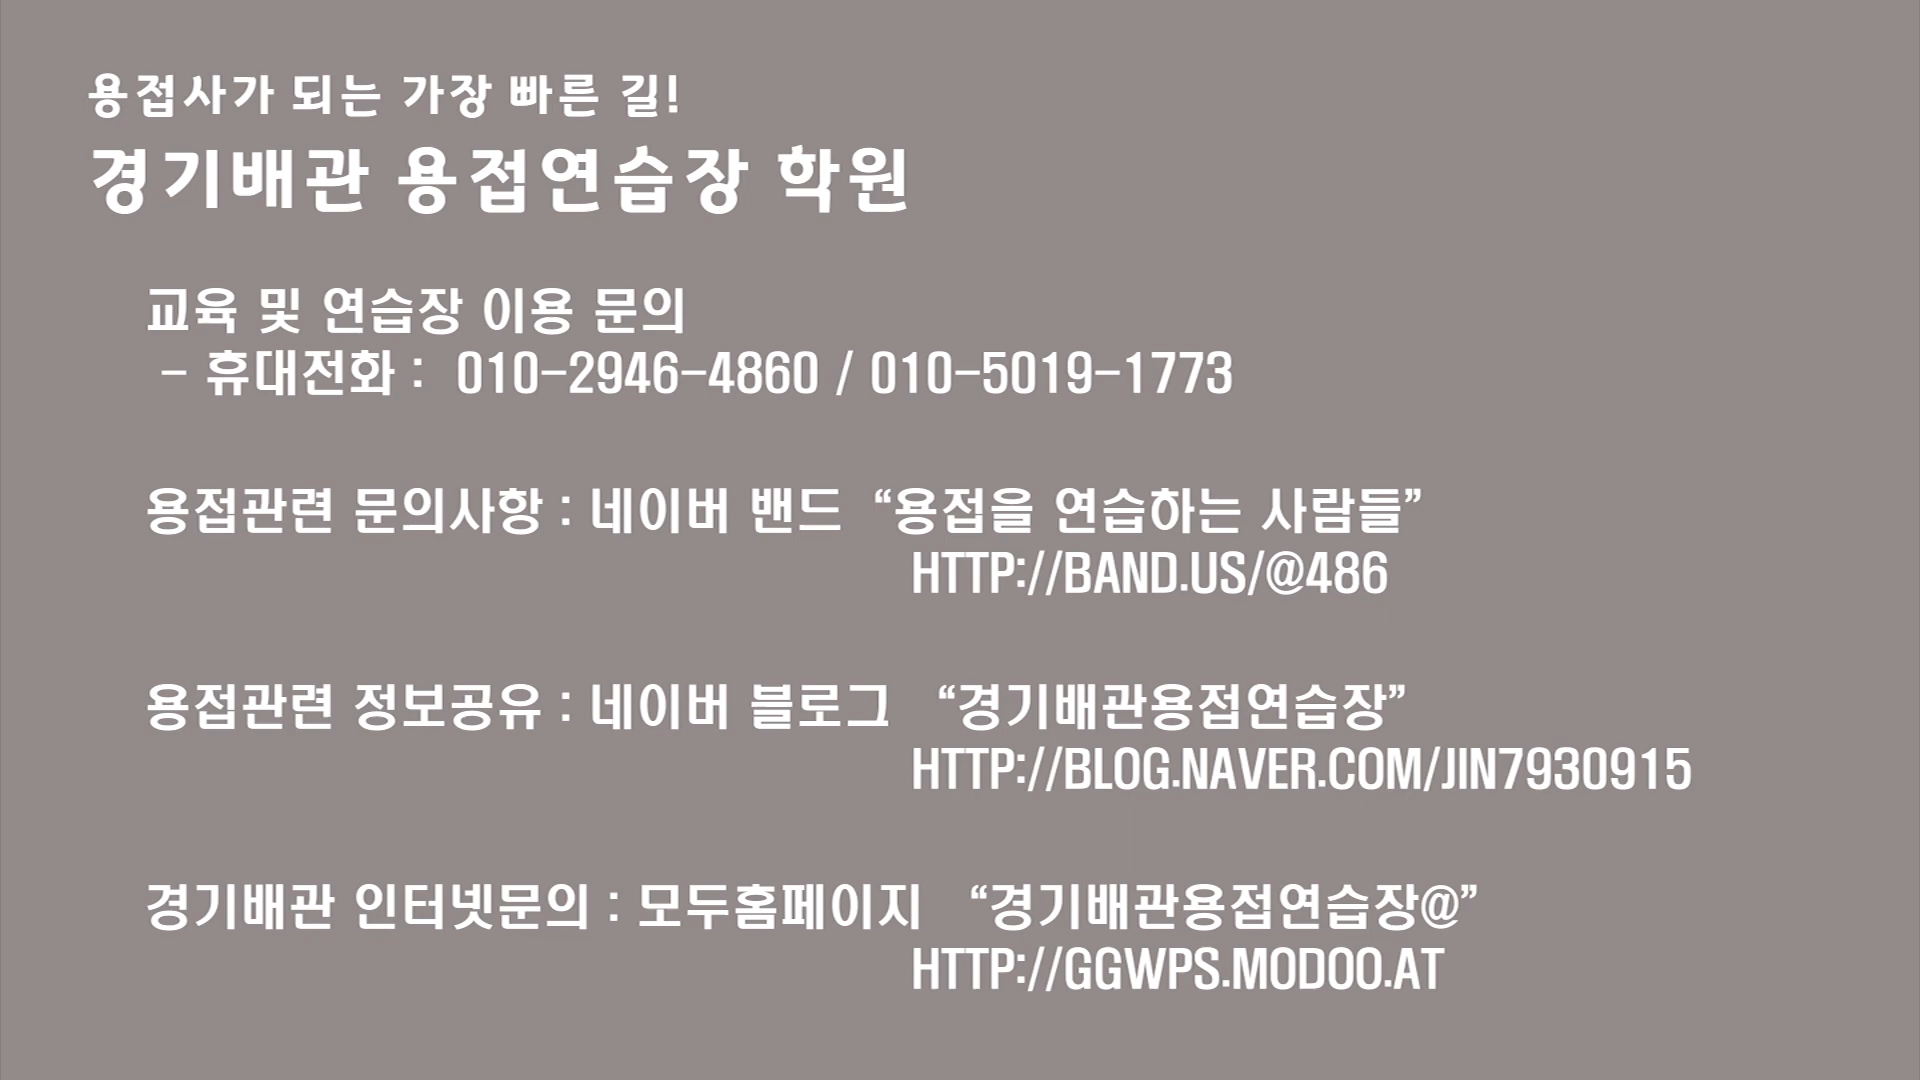 용접사가 되는 가장 빠른 길!
경기배관 용접연습장 학원
교육 및 연습장 이용 문의
- 휴대전화 : 010-2946-4860 / 010-5019-1773
용접관련 문의사항 : 네이버 밴드 “용접을 연습하는 사람들”
HTTP://BAND.US/@486
용접관련 정보공유 : 네이버 블로그 “경기배관용접연습장”
HTTP://BLOG.NAVER.COM/JIN7930915
경기배관 인터넷문의 : 모두홈페이지 “경기배관용접연습장@”
HTTP://GGWPS.MODOO.AT